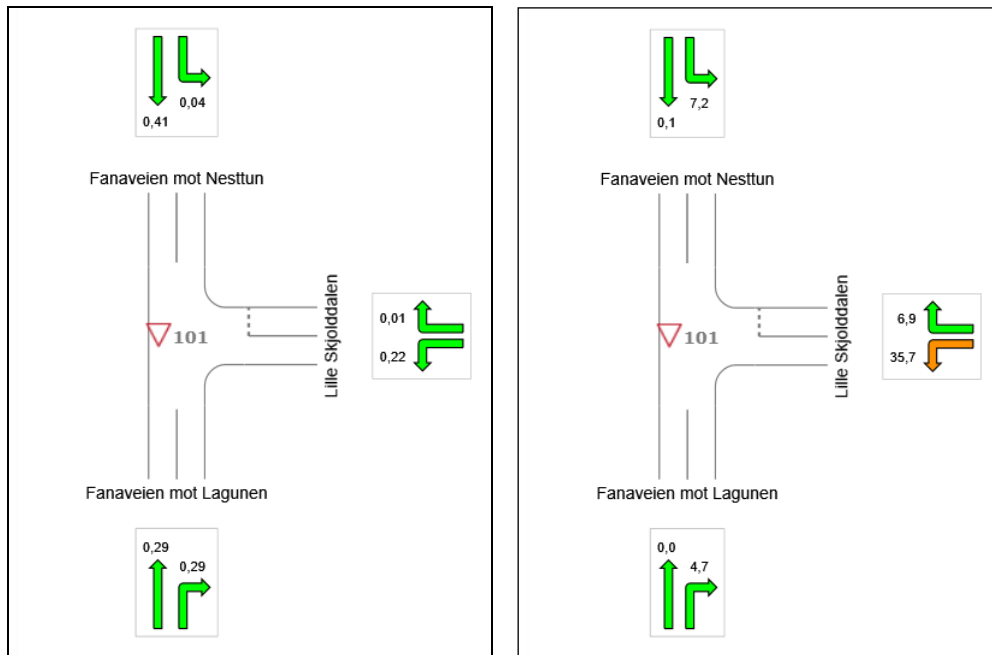 0,04
0,41
Fanaveien mot Nesttun
Lille Skjolddalen
0,01
0,22
101
Fanaveien mot Lagunen
0,29
0,29
7,2
0,1
Fanaveien mot Nesttun
Lille Skjolddalen
6,9
35,7
101
Fanaveien mot Lagunen
0,0
4,7